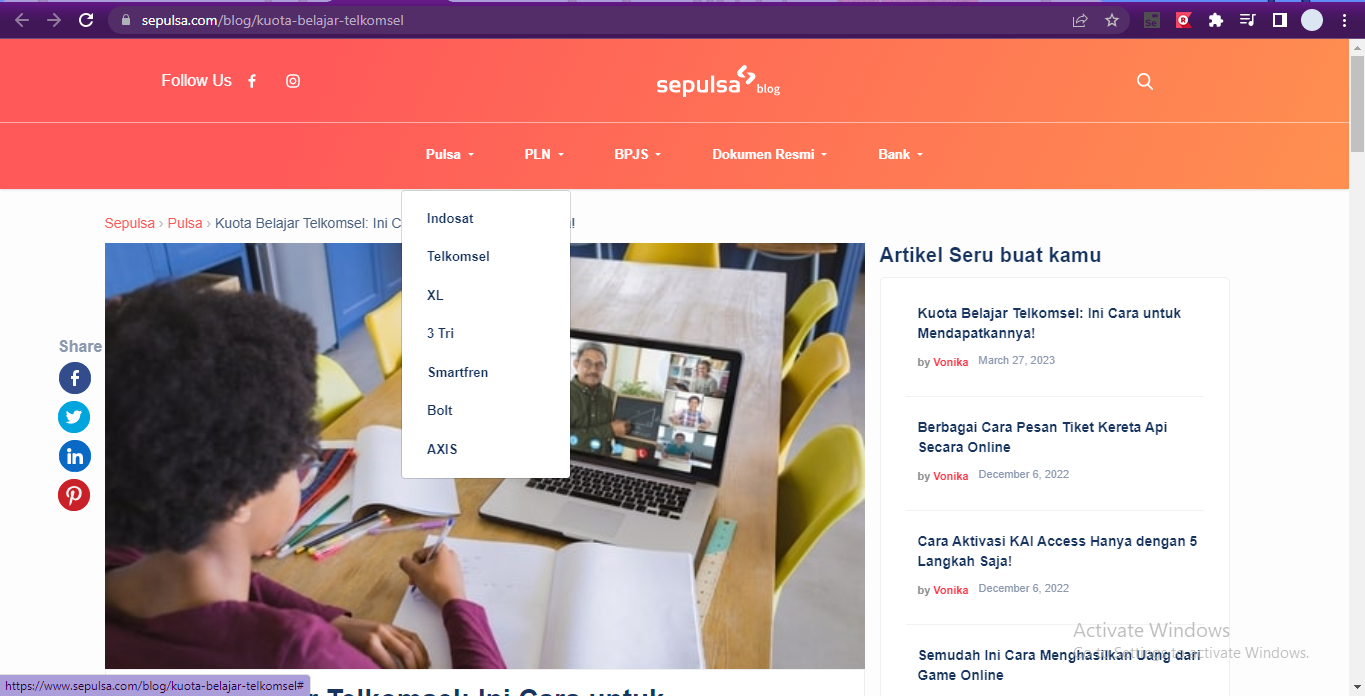 sepulsa.com/blog/kuota-belajar-telkomsel
Follow Us
sepulsa blog
Pulsa
PLN
BPJS
Dokumen Resmi
Bank
Indosat
Telkomsel
XL
3 Tri
Smartfren
Bolt
AXIS
Sepulsa › Pulsa › Kuota Belajar Telkomsel: Ini C
Share
Artikel Seru buat kamu
Kuota Belajar Telkomsel: Ini Cara untuk
Mendapatkannya!
by Vonika March 27, 2023
Berbagai Cara Pesan Tiket Kereta Api
Secara Online
by Vonika December 6, 2022
Cara Aktivasi KAI Access Hanya dengan 5
Langkah Saja!
by Vonika December 6, 2022
Semudah Ini Cara Menghasilkan Uang dari
Game Online
Activate Windows
Go to Settings to activate Windows.
https://www.sepulsa.com/blog/kuota-belajar-telkomsel#
Telkomsel: Ini Cara untuk